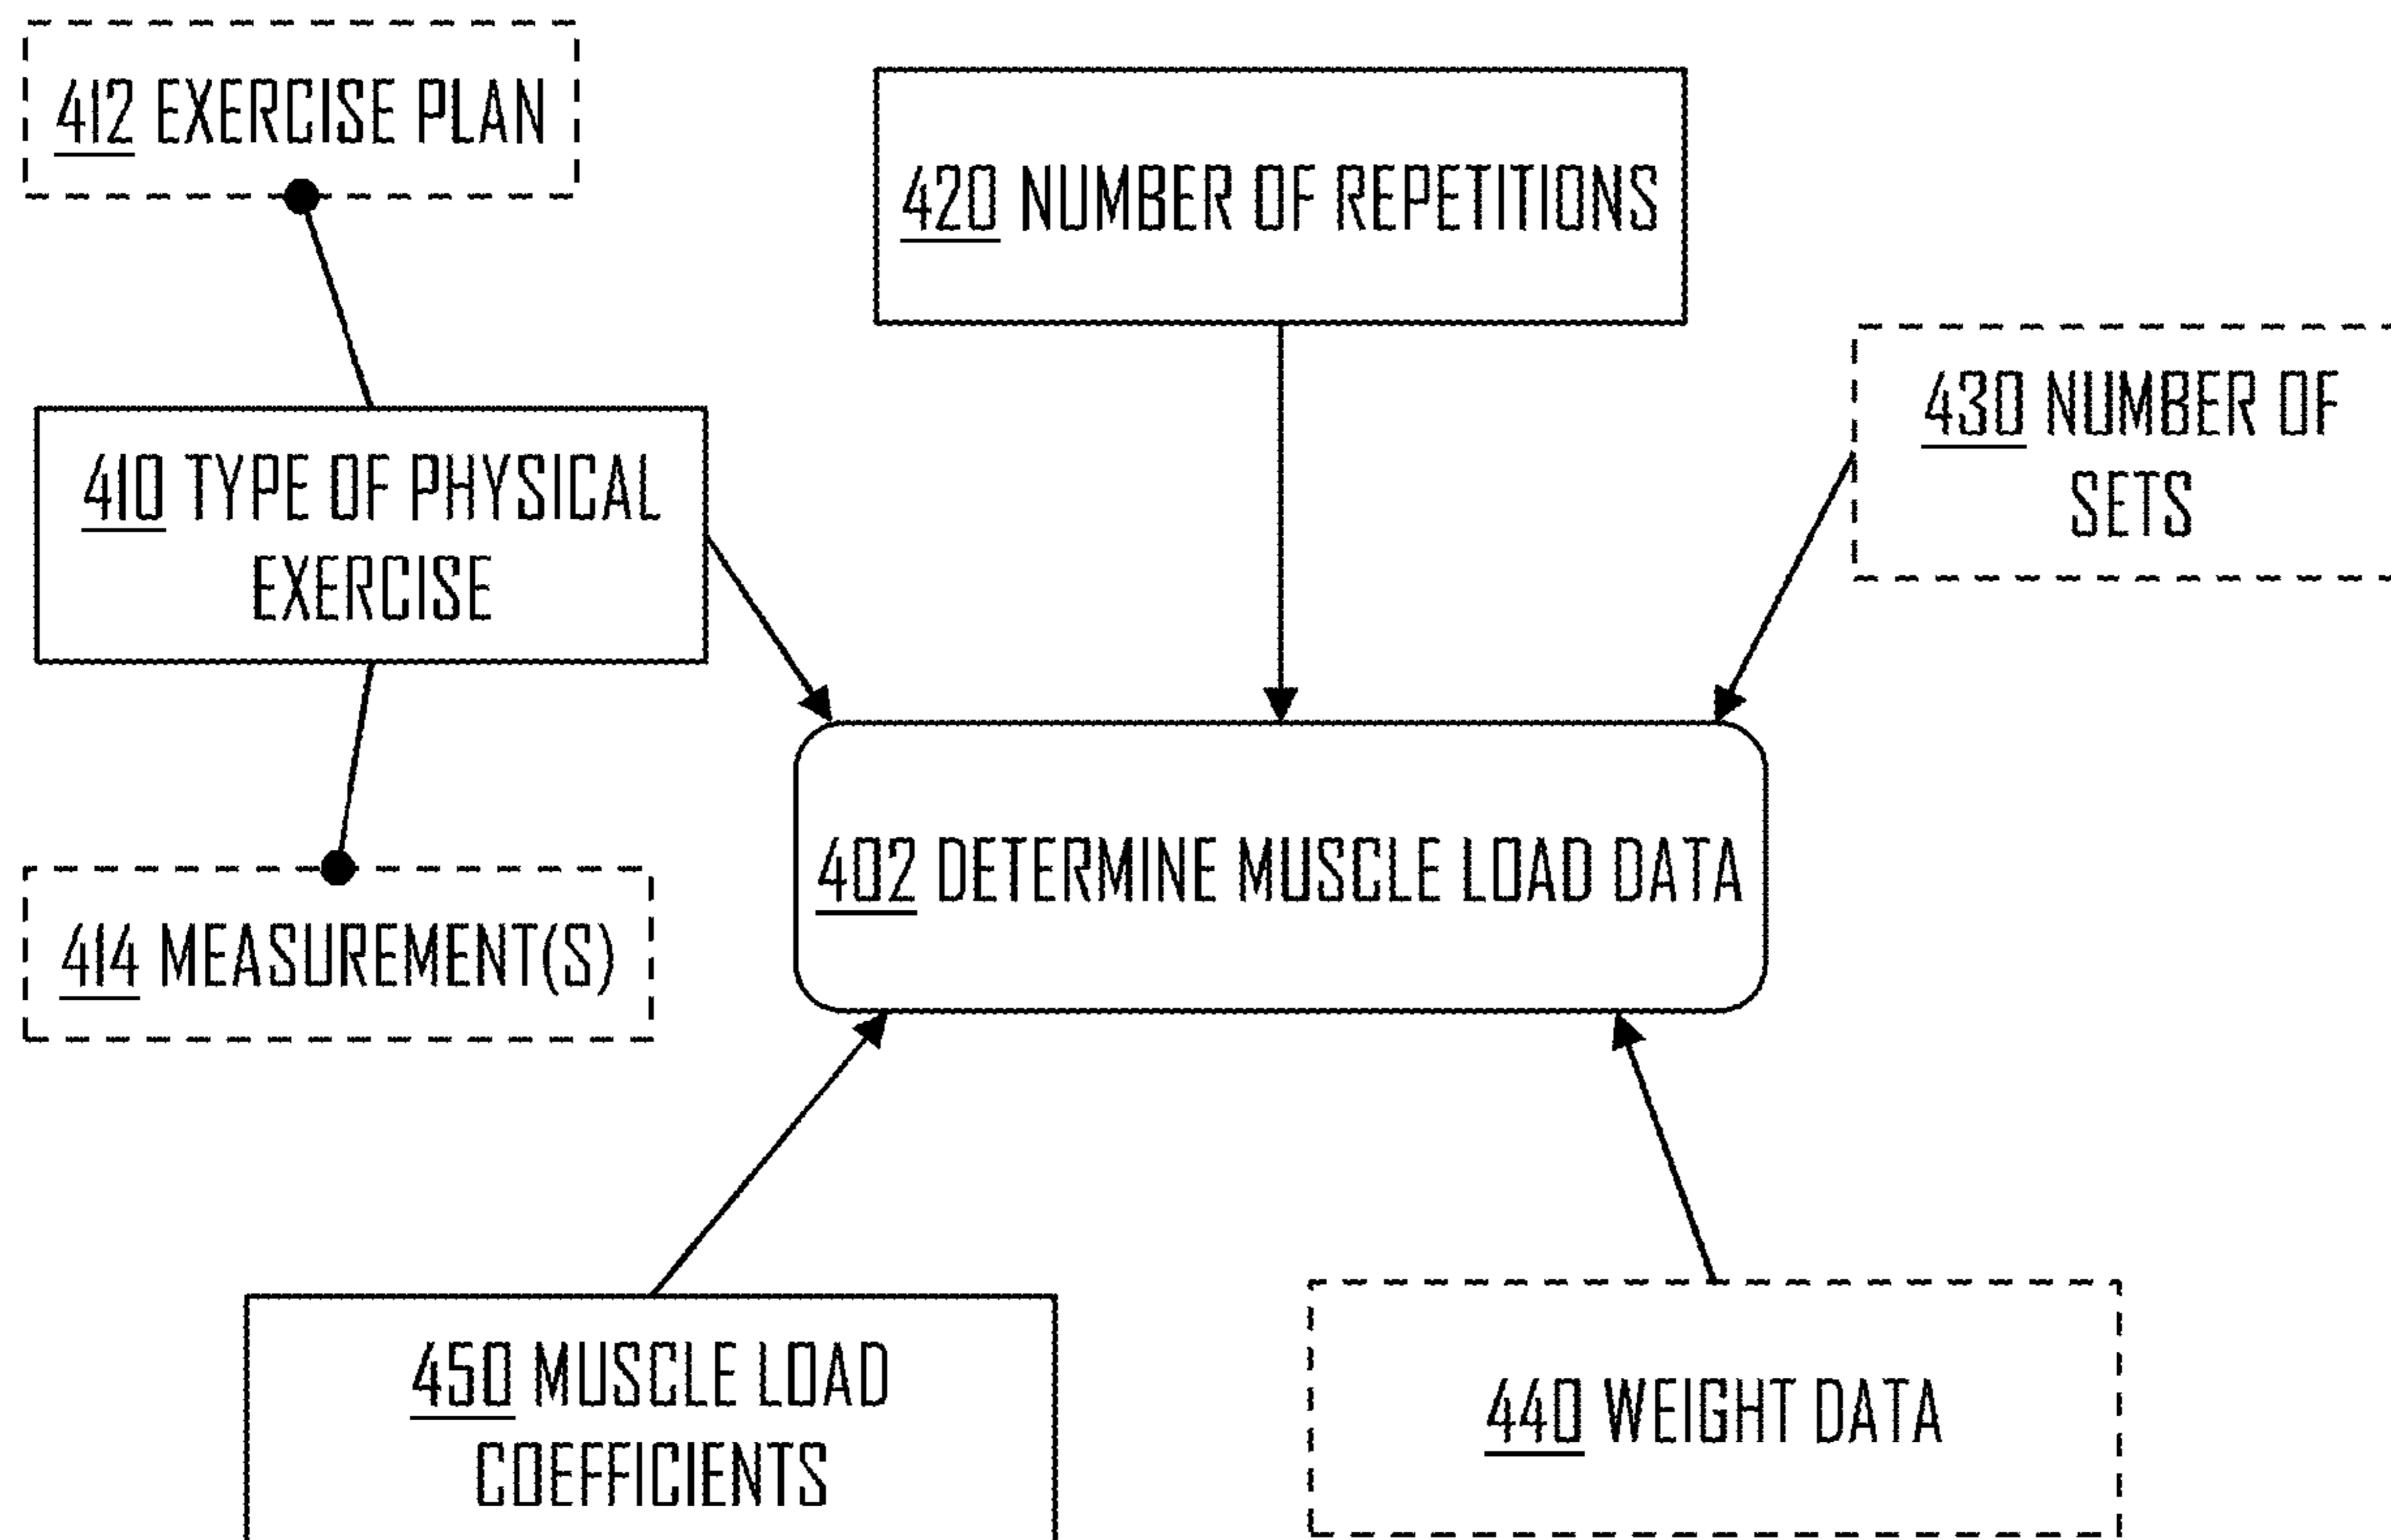 412 EXERCISE PLAN
420 NUMBER OF REPETITIONS
430 NUMBER OF
SETS
410 TYPE OF PHYSICAL
EXERCISE
402 DETERMINE MUSCLE LOAD DATA
414 MEASUREMENT(S)
450 MUSCLE LOAD
COEFFICIENTS
440 WEIGHT DATA